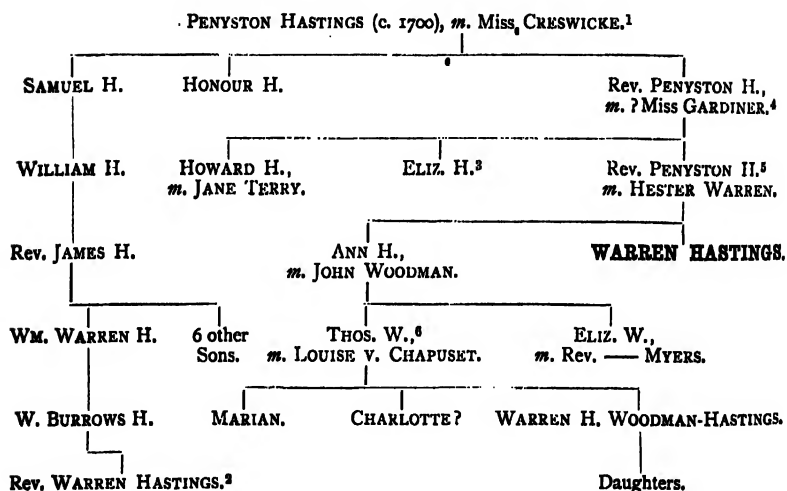 PENYSTON HASTINGS (c. 1700), m. Miss CRESWICKE.¹
SAMUEL H. HONOUR H. Rev. PENYSTON H.,
m. ? Miss GARDINER.⁴
WILLIAM H. HOWARD H., ELIZ. H.³ Rev. PENYSTON H.⁵
m. JANE TERRY. m. HESTER WARREN.
Rev. JAMES H. ANN H., WARREN HASTINGS.
m. JOHN WOODMAN.
WM. WARREN H. 6 other THOS. W.,⁶ ELIZ. W.,
Sons. m. LOUISE V. CHAPUSET. m. Rev. —— MYERS.
W. BURROWS H. MARIAN. CHARLOTTE? WARREN H. WOODMAN-HASTINGS.
Rev. WARREN HASTINGS.² Daughters.